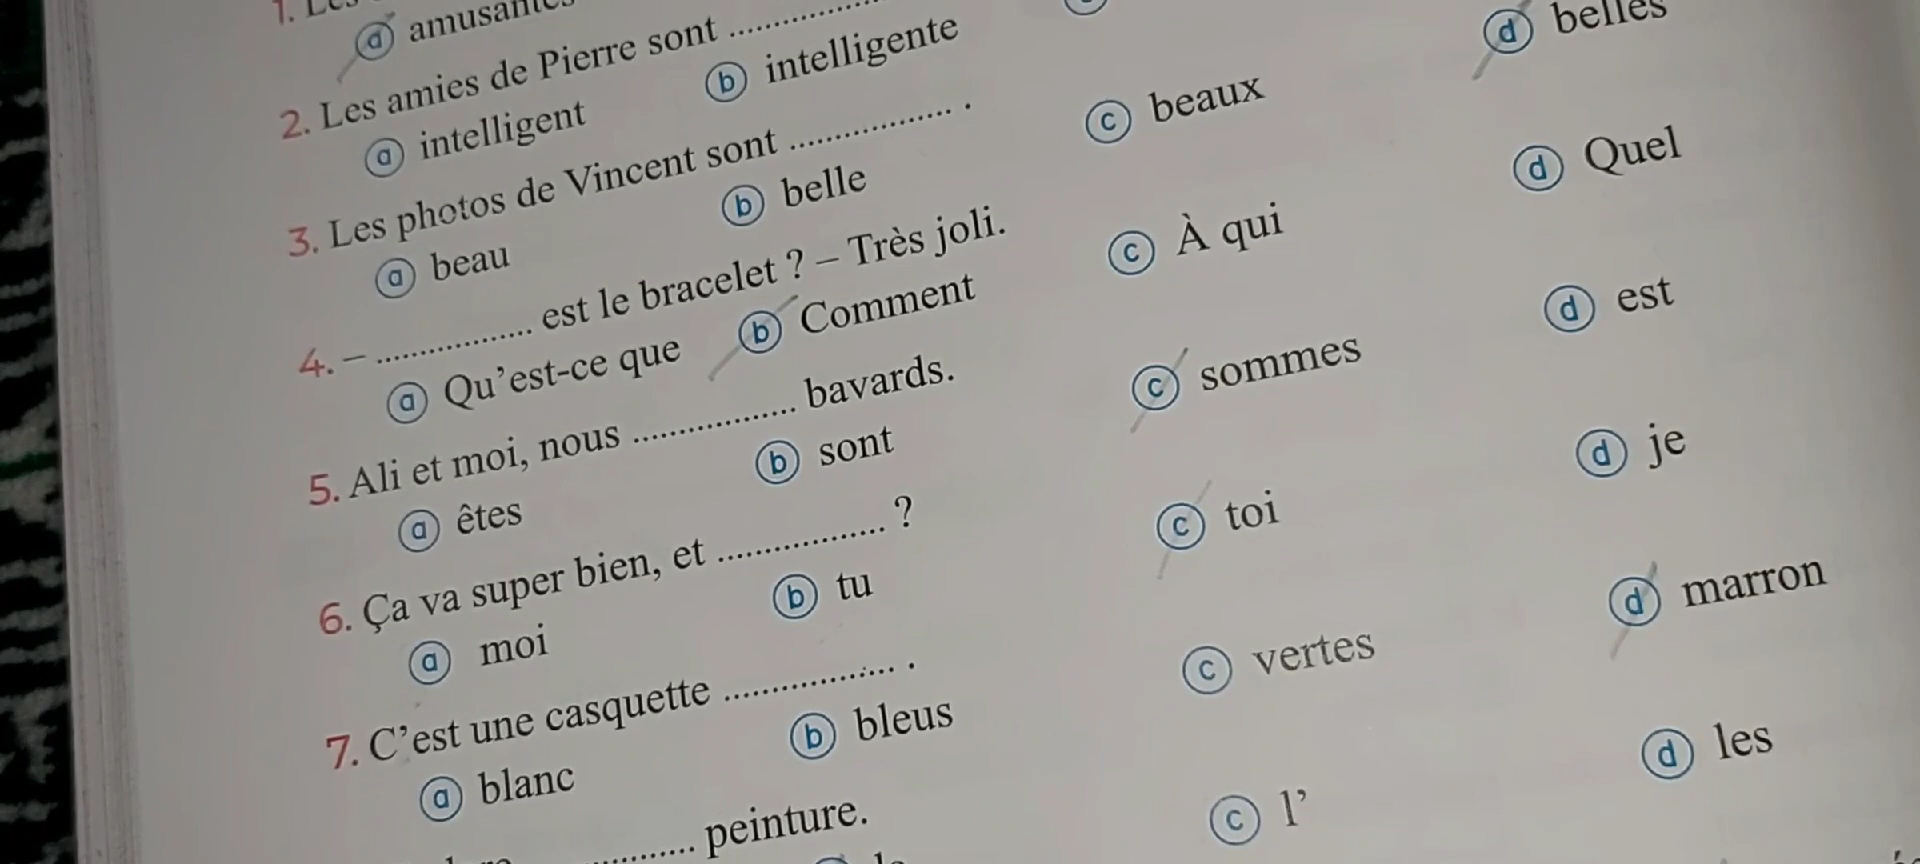 1.
a amusantes
2. Les amies de Pierre sont ....................
a intelligent b intelligente
3. Les photos de Vincent sont .................... .
a beau b belle c beaux d belles
4. – .................... est le bracelet ? – Très joli.
a Qu'est-ce que b Comment c À qui d Quel
5. Ali et moi, nous .................... bavards.
a êtes b sont c sommes d est
6. Ça va super bien, et .................... ?
a moi b tu c toi d je
7. C'est une casquette .................... .
a blanc b bleus c vertes d marron
.................... peinture.
c l' d les